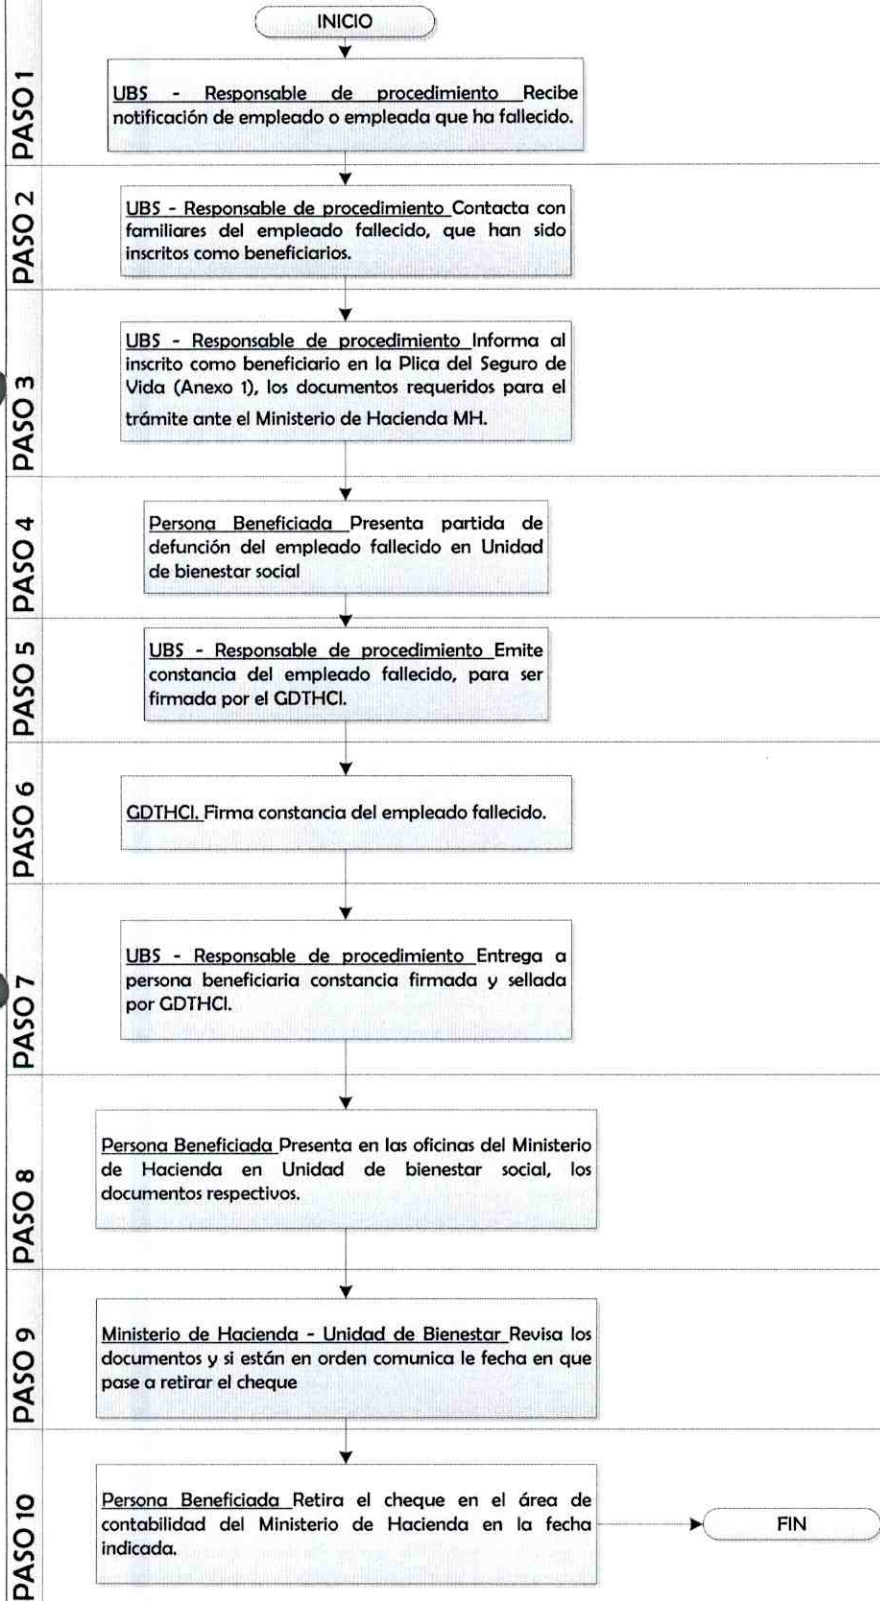 INICIO
PASO 1
UBS - Responsable de procedimiento Recibe
notificación de empleado o empleada que ha fallecido.
PASO 2
UBS - Responsable de procedimiento Contacta con
familiares del empleado fallecido, que han sido
inscritos como beneficiarios.
PASO 3
UBS - Responsable de procedimiento Informa al
inscrito como beneficiario en la Plica del Seguro de
Vida (Anexo 1), los documentos requeridos para el
trámite ante el Ministerio de Hacienda MH.
PASO 4
Persona Beneficiada Presenta partida de
defunción del empleado fallecido en Unidad
de bienestar social
PASO 5
UBS - Responsable de procedimiento Emite
constancia del empleado fallecido, para ser
firmada por el GDTHCI.
PASO 6
GDTHCI. Firma constancia del empleado fallecido.
PASO 7
UBS - Responsable de procedimiento Entrega a
persona beneficiaria constancia firmada y sellada
por GDTHCI.
PASO 8
Persona Beneficiada Presenta en las oficinas del Ministerio
de Hacienda en Unidad de bienestar social, los
documentos respectivos.
PASO 9
Ministerio de Hacienda - Unidad de Bienestar Revisa los
documentos y si están en orden comunica le fecha en que
pase a retirar el cheque
PASO 10
Persona Beneficiada Retira el cheque en el área de
contabilidad del Ministerio de Hacienda en la fecha
indicada.
FIN